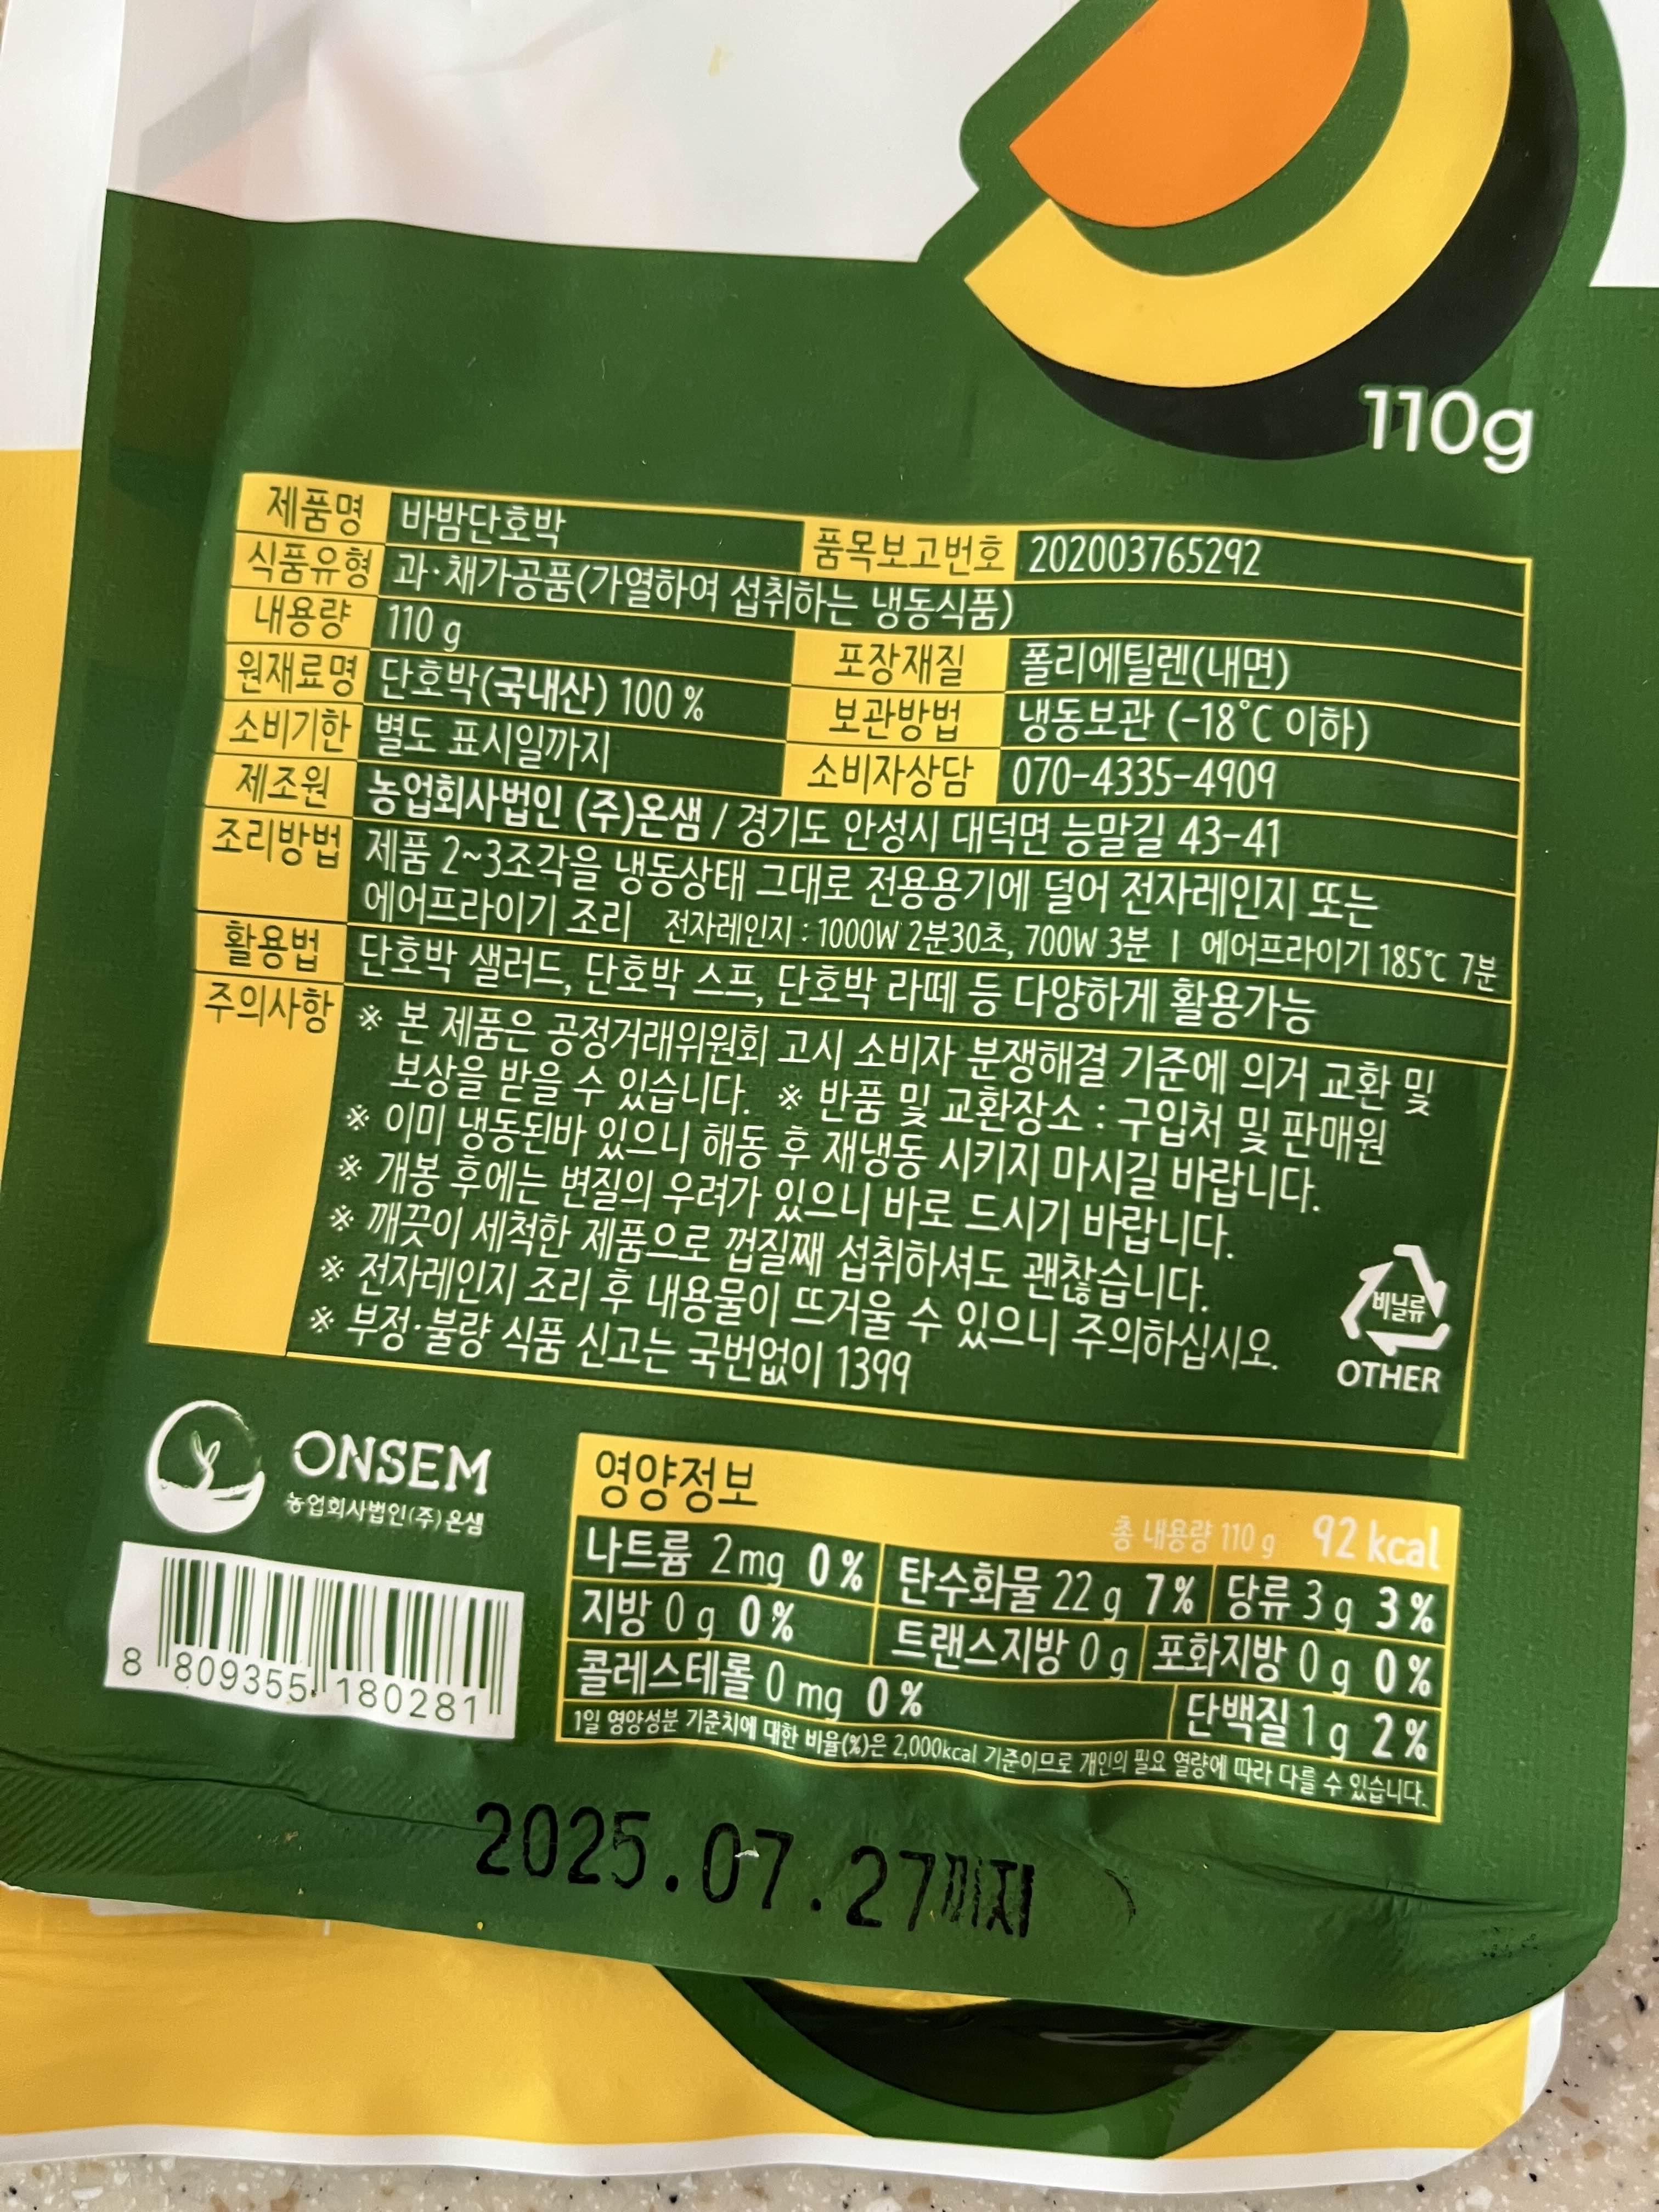 110g
제품명 바밤단호박 품목보고번호 202003765292
식품유형 과·채가공품(가열하여 섭취하는 냉동식품)
내용량 110 g 포장재질 폴리에틸렌(내면)
원재료명 단호박(국내산) 100 % 보관방법 냉동보관 (-18℃ 이하)
소비기한 별도 표시일까지 소비자상담 070-4335-4909
제조원 농업회사법인 (주)온샘 / 경기도 안성시 대덕면 능말길 43-41
조리방법 제품 2~3조각을 냉동상태 그대로 전용용기에 덜어 전자레인지 또는
에어프라이기 조리 전자레인지 : 1000W 2분30초, 700W 3분 | 에어프라이기 185℃ 7분
활용법 단호박 샐러드, 단호박 스프, 단호박 라떼 등 다양하게 활용가능
주의사항 ※ 본 제품은 공정거래위원회 고시 소비자 분쟁해결 기준에 의거 교환 및
보상을 받을 수 있습니다. ※ 반품 및 교환장소 : 구입처 및 판매원
※ 이미 냉동된바 있으니 해동 후 재냉동 시키지 마시길 바랍니다.
※ 개봉 후에는 변질의 우려가 있으니 바로 드시기 바랍니다.
※ 깨끗이 세척한 제품으로 껍질째 섭취하셔도 괜찮습니다.
※ 전자레인지 조리 후 내용물이 뜨거울 수 있으니 주의하십시오.
※ 부정·불량 식품 신고는 국번없이 1399
비닐류
OTHER
ONSEM
농업회사법인(주)온샘
8 809355 180281
영양정보
총 내용량 110 g 92 kcal
나트륨 2 mg 0 % 탄수화물 22 g 7 % 당류 3 g 3 %
지방 0 g 0 % 트랜스지방 0 g 포화지방 0 g 0 %
콜레스테롤 0 mg 0 % 단백질 1 g 2 %
1일 영양성분 기준치에 대한 비율(%)은 2,000kcal 기준이므로 개인의 필요 열량에 따라 다를 수 있습니다.
2025.07.27까지